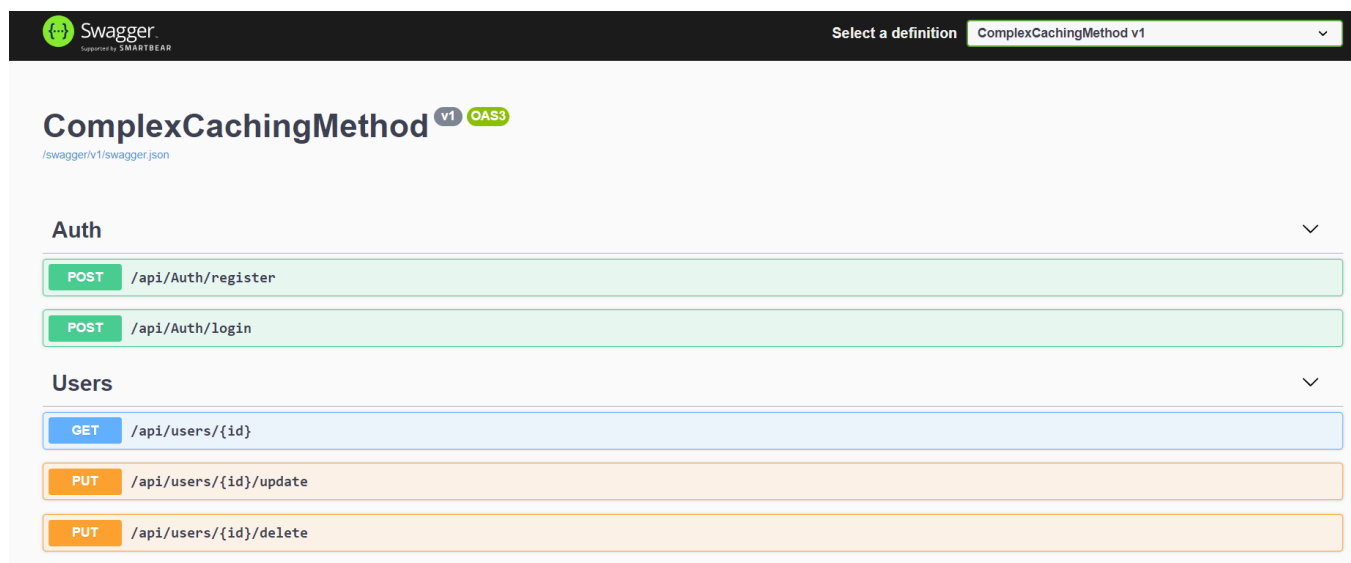 Swagger.
Supported by SMARTBEAR
Select a definition
ComplexCachingMethod v1
ComplexCachingMethod v1 OAS3
/swagger/v1/swagger.json
Auth
POST /api/Auth/register
POST /api/Auth/login
Users
GET /api/users/{id}
PUT /api/users/{id}/update
PUT /api/users/{id}/delete